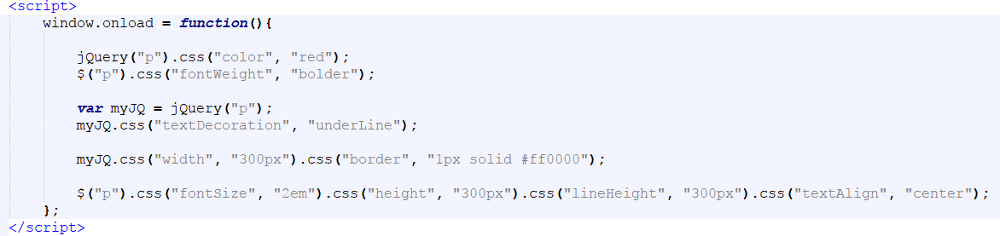 <script>
window.onload = function(){
jQuery("p").css("color", "red");
$("p").css("fontWeight", "bolder");
var myJQ = jQuery("p");
myJQ.css("textDecoration", "underLine");
myJQ.css("width", "300px").css("border", "1px solid #ff0000");
$("p").css("fontSize", "2em").css("height", "300px").css("lineHeight", "300px").css("textAlign", "center");
};
</script>